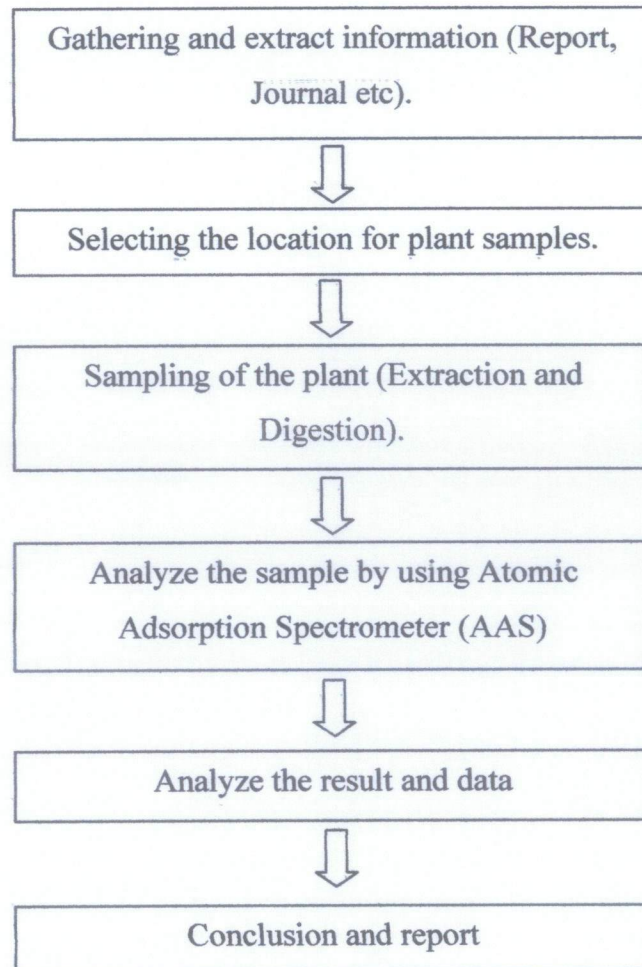 Gathering and extract information (Report,
Journal etc).
Selecting the location for plant samples.
Sampling of the plant (Extraction and
Digestion).
Analyze the sample by using Atomic
Adsorption Spectrometer (AAS)
Analyze the result and data
Conclusion and report